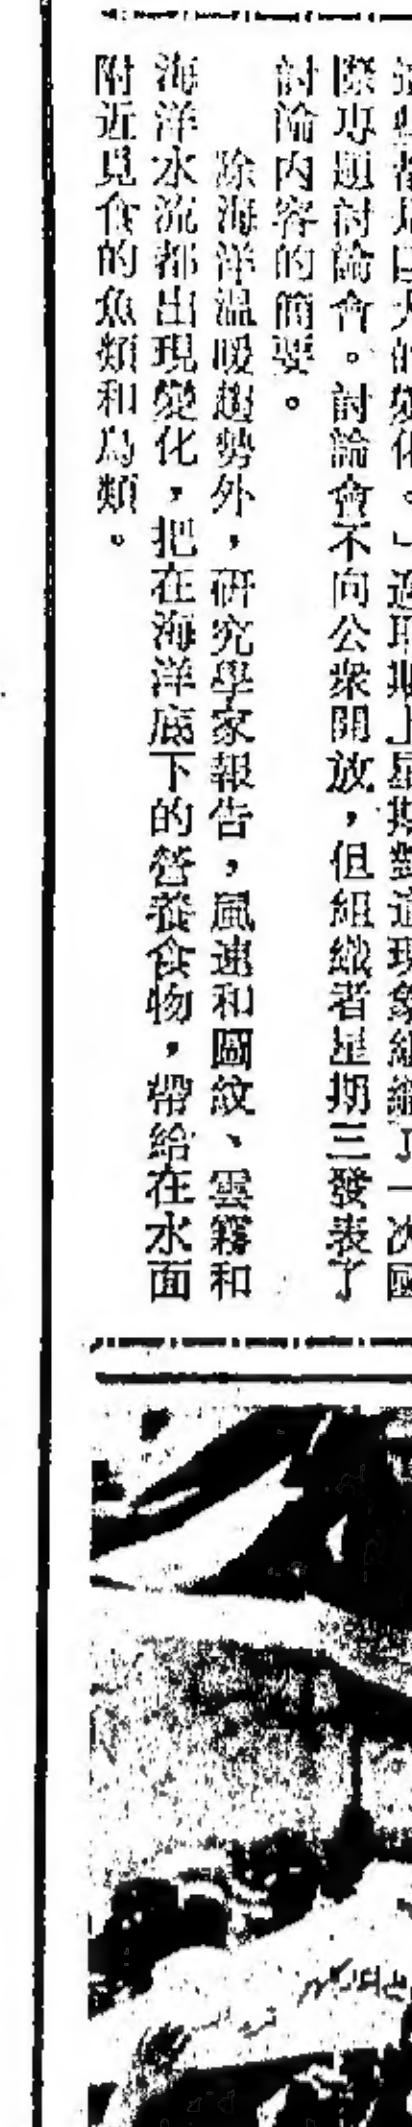 這些都是巨大的變化。」上星期對這現象組織了一次國
際專題討論會。討論會不向公衆開放，但組織者星期三發表了
討論内容的簡要。
除海洋溫暖趨勢外，研究學家報告，風速和圖紋、雲霧和
海洋水流都出現變化，把在海洋底下的營養食物，帶給在水面
附近覓食的魚類和鳥類。